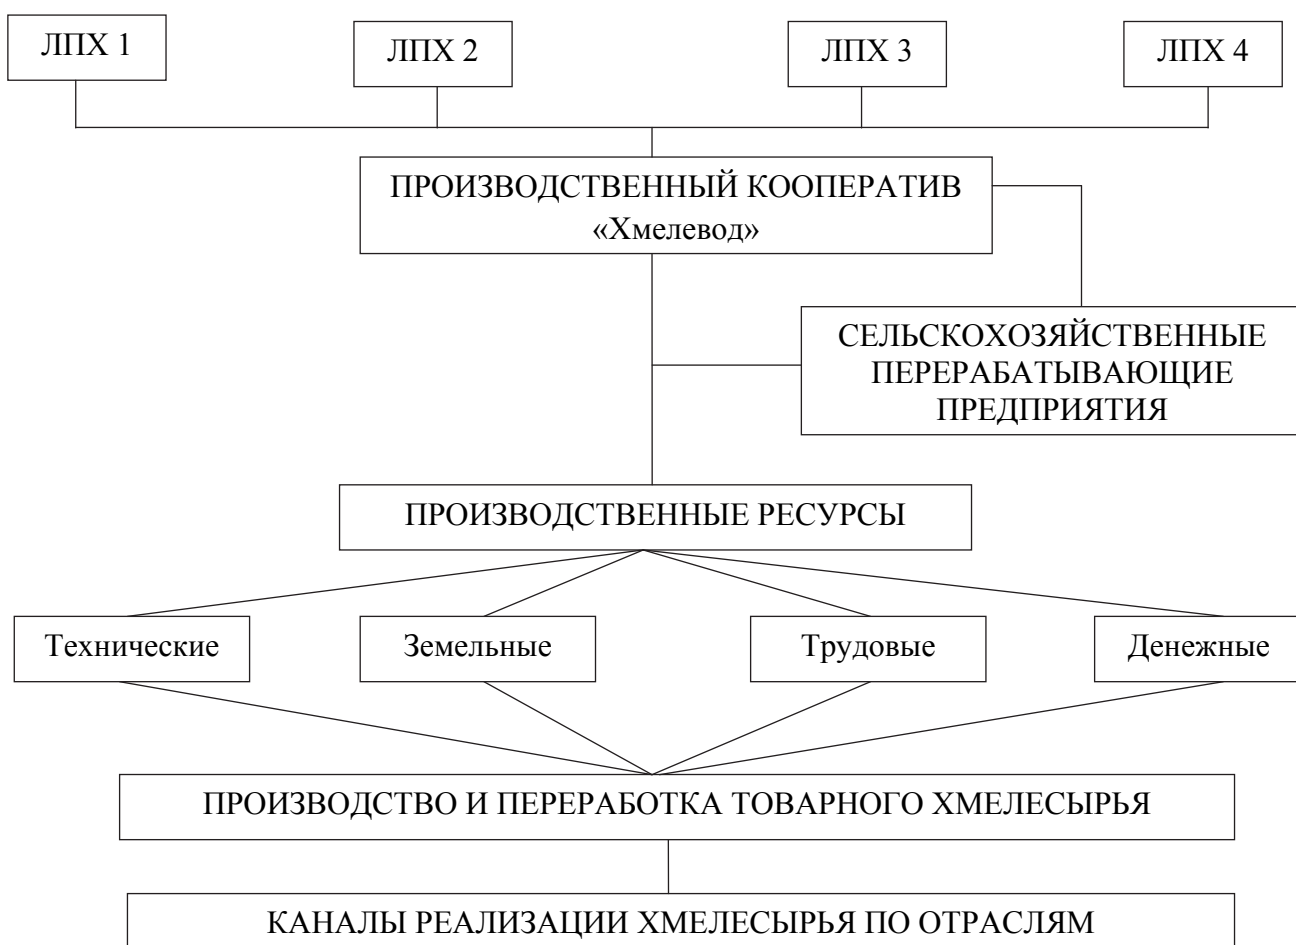 ЛПХ 1
ЛПХ 2
ЛПХ 3
ЛПХ 4
ПРОИЗВОДСТВЕННЫЙ КООПЕРАТИВ
«Хмелевод»
СЕЛЬСКОХОЗЯЙСТВЕННЫЕ
ПЕРЕРАБАТЫВАЮЩИЕ
ПРЕДПРИЯТИЯ
ПРОИЗВОДСТВЕННЫЕ РЕСУРСЫ
Технические
Земельные
Трудовые
Денежные
ПРОИЗВОДСТВО И ПЕРЕРАБОТКА ТОВАРНОГО ХМЕЛЕСЫРЬЯ
КАНАЛЫ РЕАЛИЗАЦИИ ХМЕЛЕСЫРЬЯ ПО ОТРАСЛЯМ